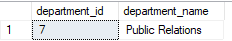 department_id department_name
1 7 Public Relations